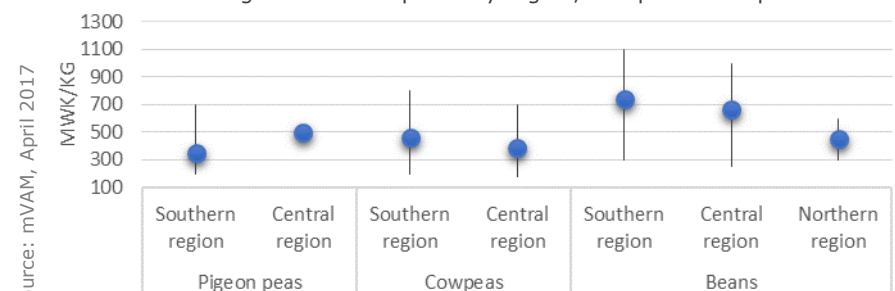 1300
1100
900
700
500
300
100
MWK/KG
mVAM, April 2017
Southern region
Central region
Southern region
Central region
Southern region
Central region
Northern region
Pigeon peas
Cowpeas
Beans